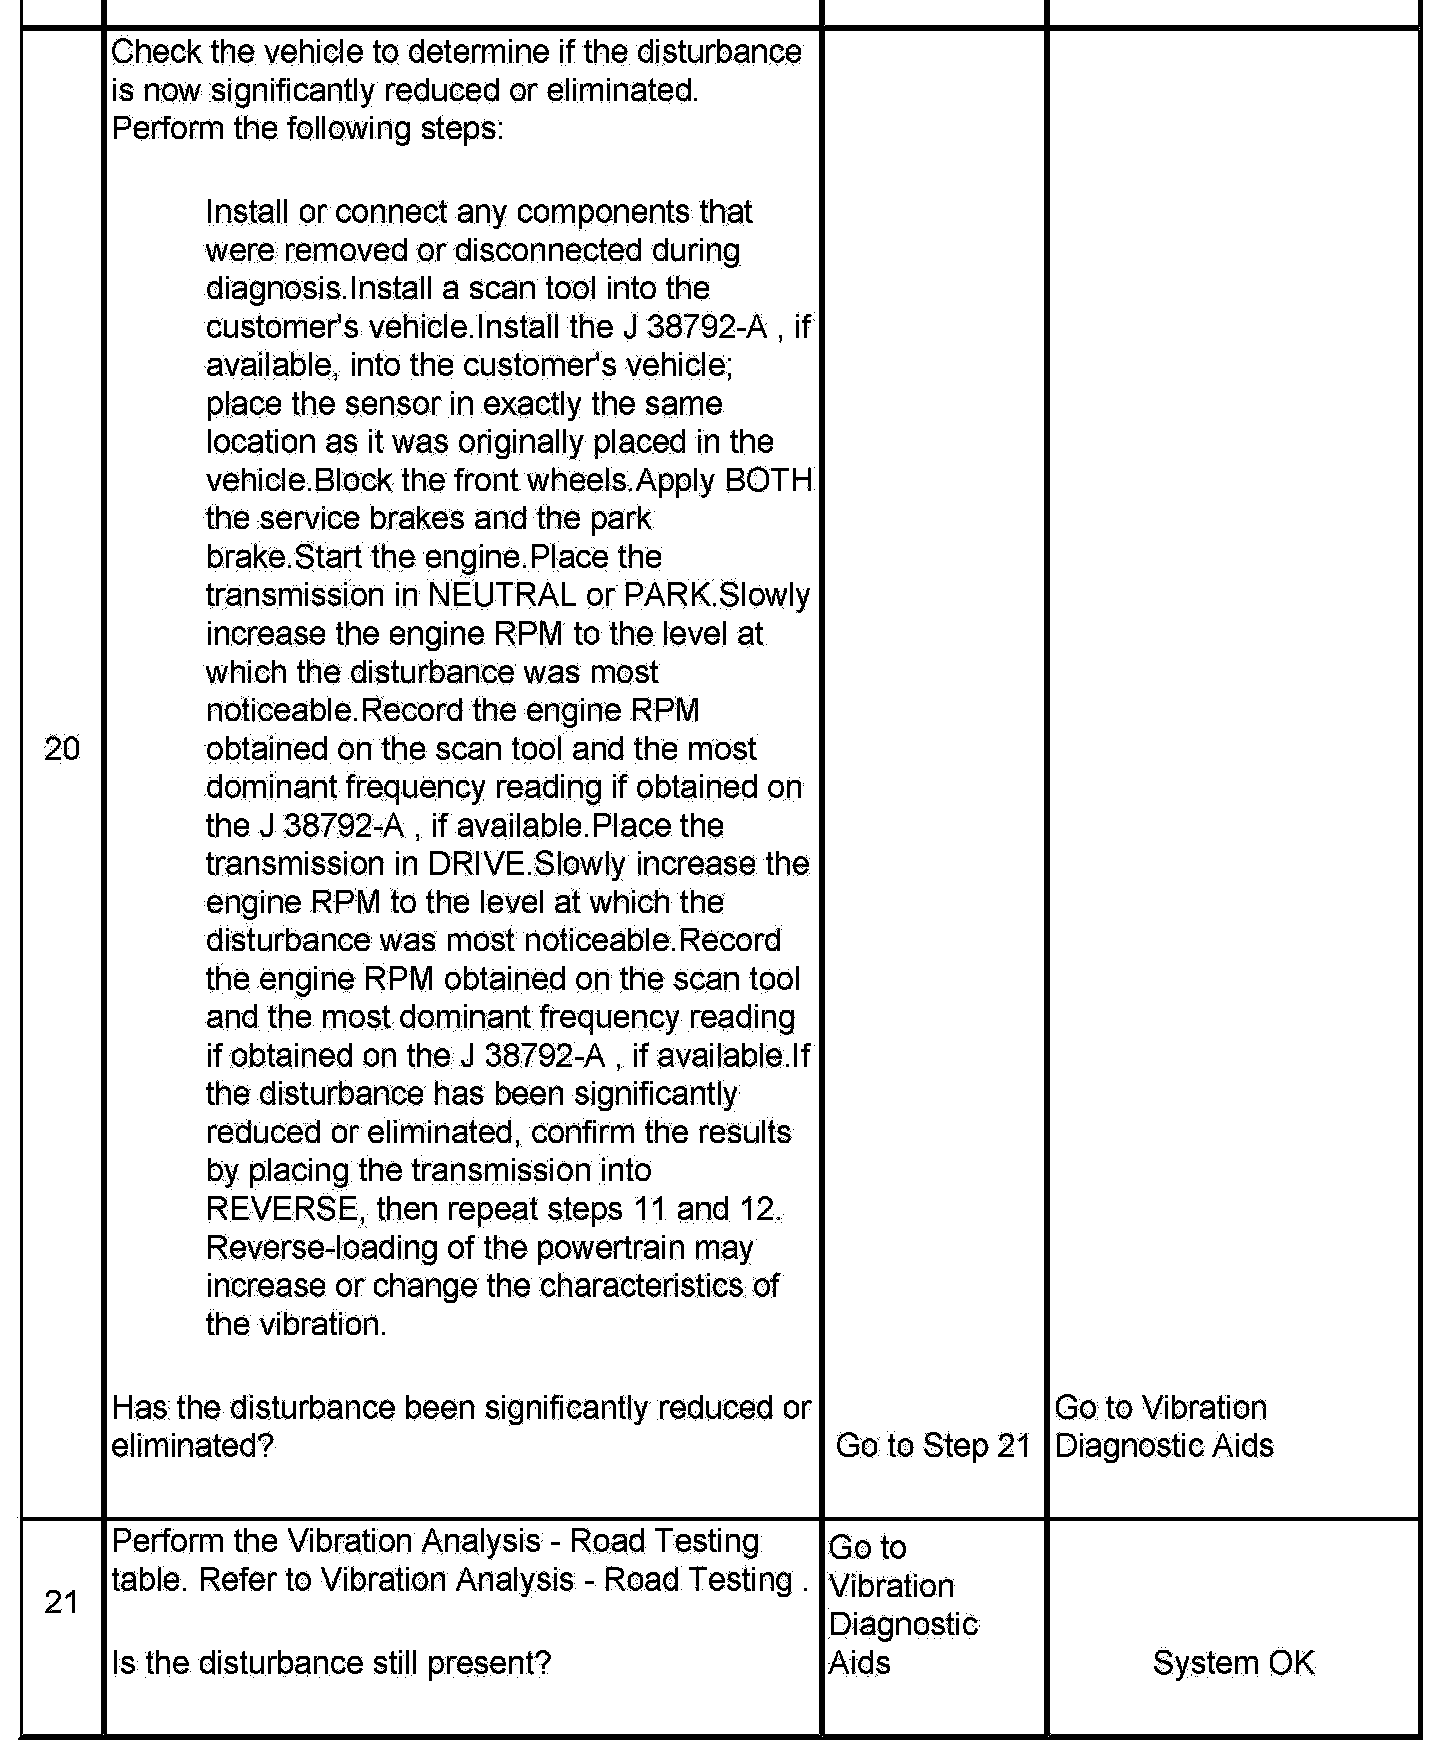 Check the vehicle to determine if the disturbance
is now significantly reduced or eliminated.
Perform the following steps:
Install or connect any components that
were removed or disconnected during
diagnosis.Install a scan tool into the
customer's vehicle.Install the J 38792-A , if
available, into the customer's vehicle;
place the sensor in exactly the same
location as it was originally placed in the
vehicle.Block the front wheels.Apply BOTH
the service brakes and the park
brake.Start the engine.Place the
transmission in NEUTRAL or PARK.Slowly
increase the engine RPM to the level at
which the disturbance was most
noticeable.Record the engine RPM
20
obtained on the scan tool and the most
dominant frequency reading if obtained on
the J 38792-A , if available.Place the
transmission in DRIVE.Slowly increase the
engine RPM to the level at which the
disturbance was most noticeable.Record
the engine RPM obtained on the scan tool
and the most dominant frequency reading
if obtained on the J 38792-A , if available.If
the disturbance has been significantly
reduced or eliminated, confirm the results
by placing the transmission into
REVERSE, then repeat steps 11 and 12.
Reverse-loading of the powertrain may
increase or change the characteristics of
the vibration.
Has the disturbance been significantly reduced or
eliminated?
Go to Step 21
Go to Vibration
Diagnostic Aids
21
Perform the Vibration Analysis - Road Testing
table. Refer to Vibration Analysis - Road Testing .
Is the disturbance still present?
Go to
Vibration
Diagnostic
Aids
System OK